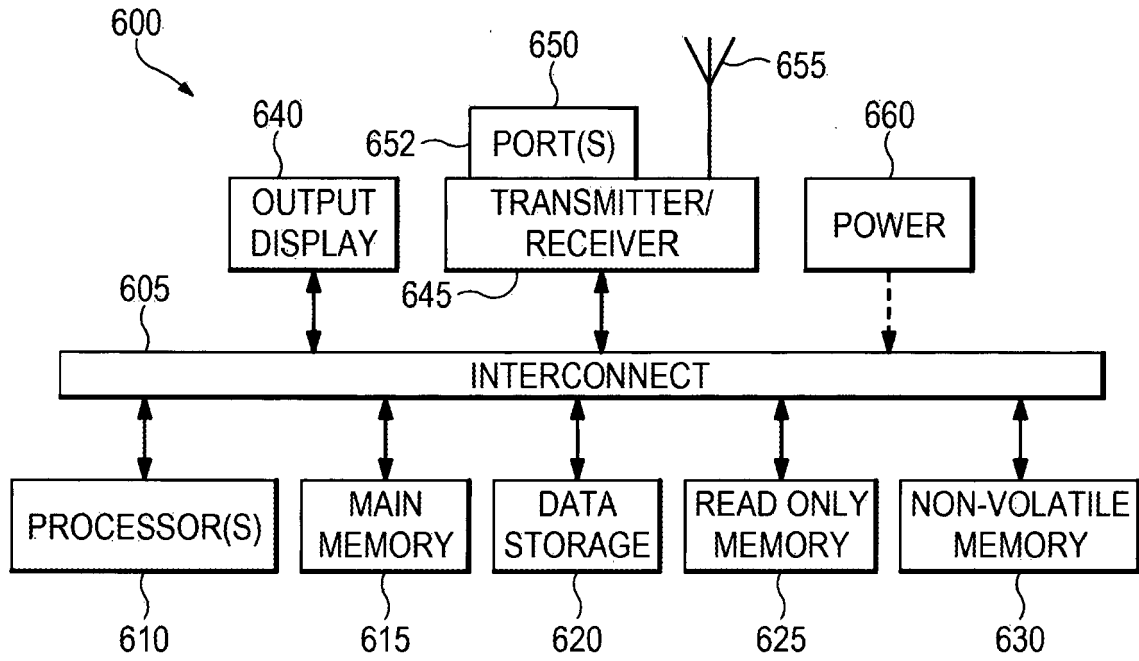 600
650
655
640
652
PORT(S)
660
OUTPUT
DISPLAY
TRANSMITTER/
RECEIVER
POWER
605
645
INTERCONNECT
PROCESSOR(S)
MAIN
MEMORY
DATA
STORAGE
READ ONLY
MEMORY
NON-VOLATILE
MEMORY
610
615
620
625
630